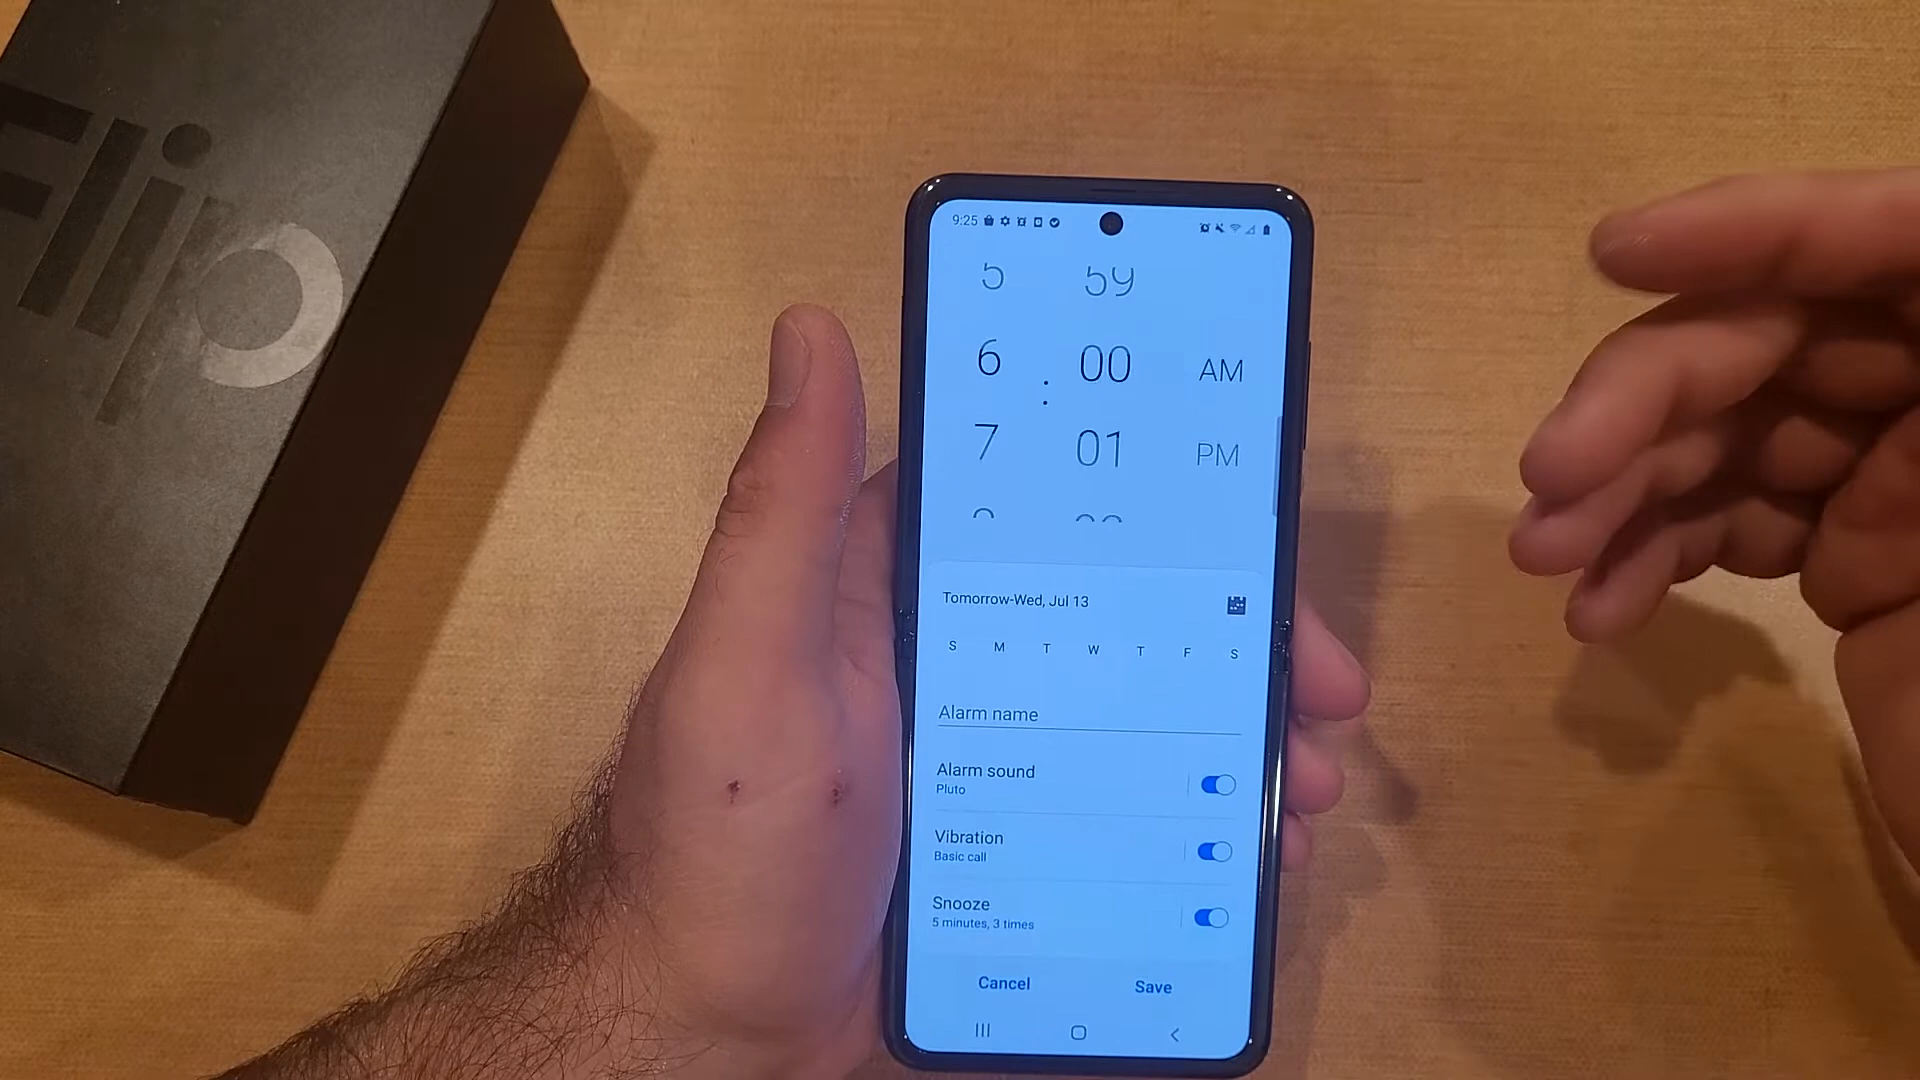 Flip
9:25
5 59
6 : 00 AM
7 01 PM
Tomorrow-Wed, Jul 13
S M T W T F S
Alarm name
Alarm sound
Pluto
Vibration
Basic call
Snooze
5 minutes, 3 times
Cancel Save